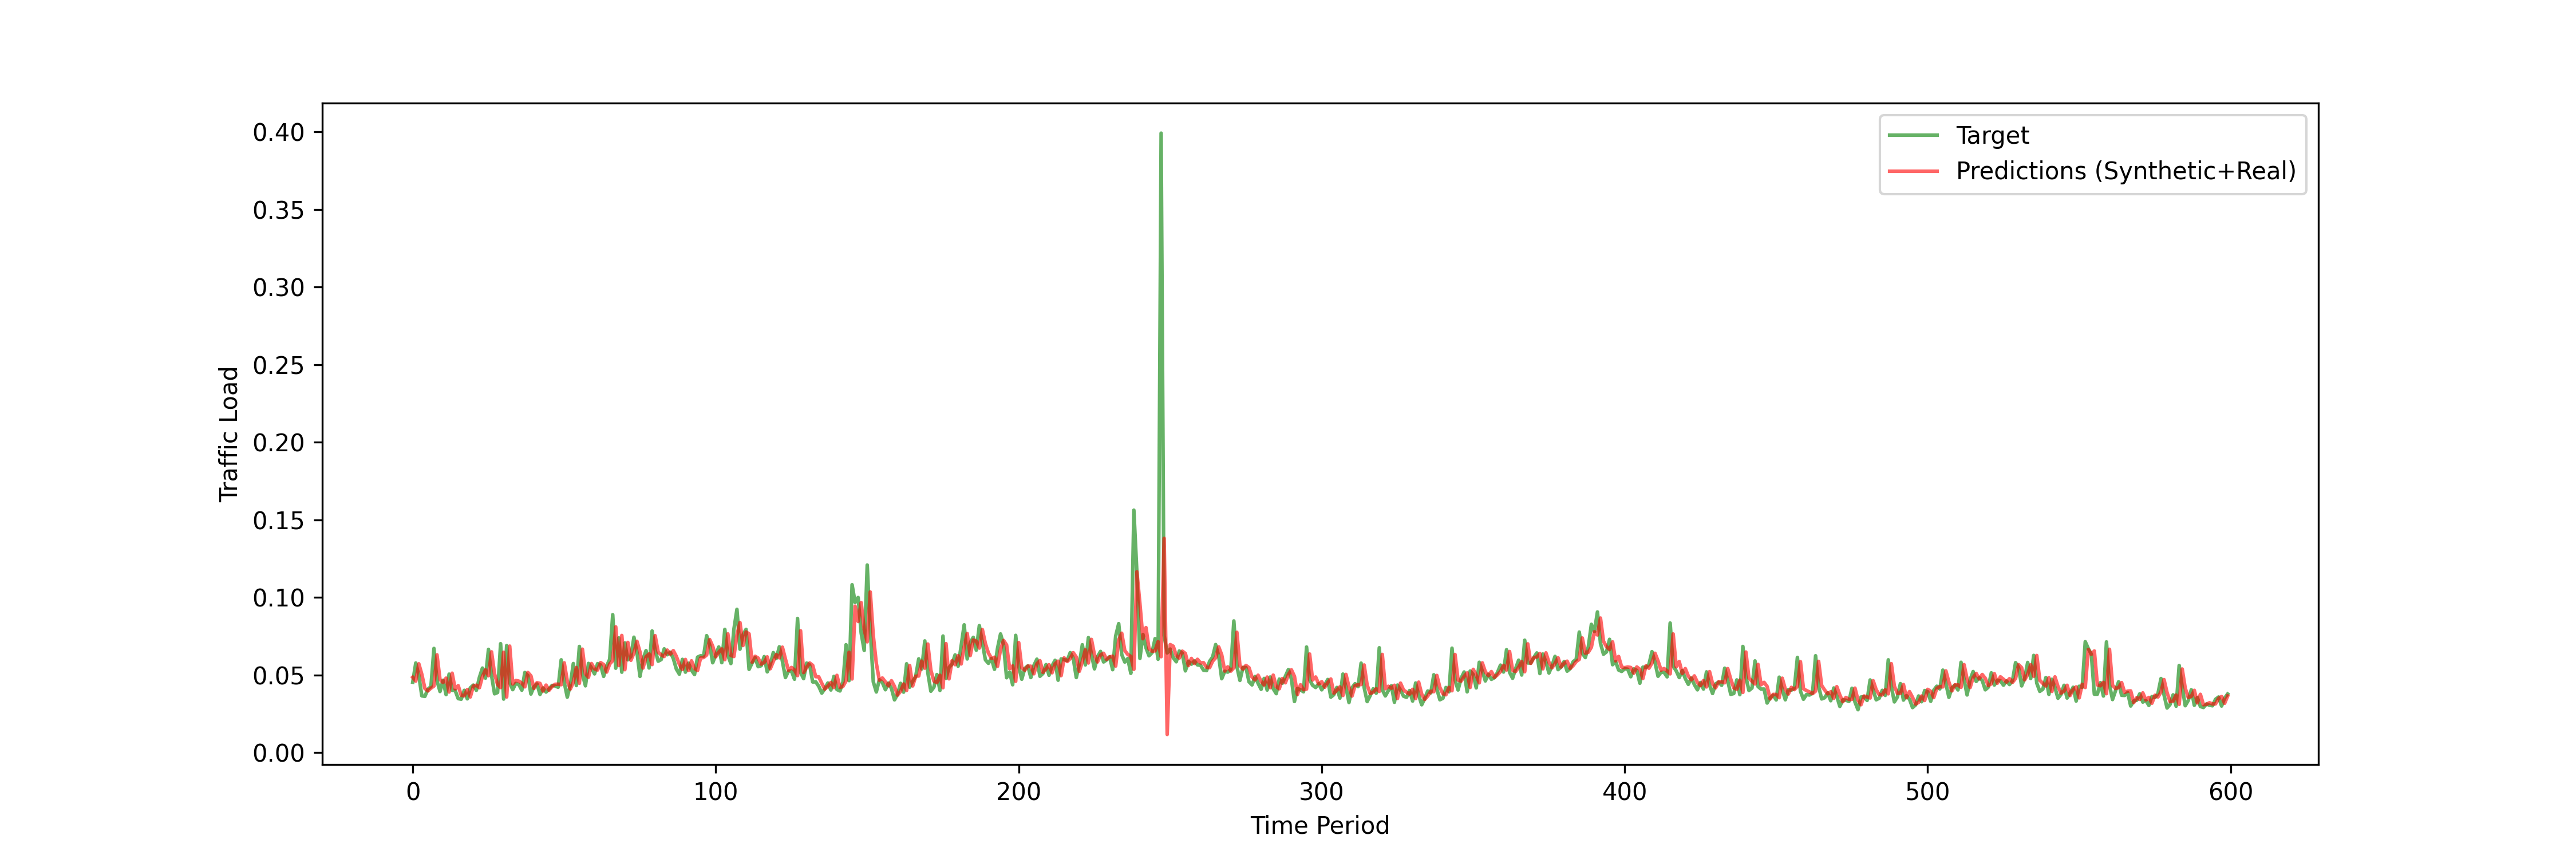 Target
Predictions (Synthetic+Real)
0.40
0.35
0.30
0.25
0.20
0.15
0.10
0.05
0.00
Traffic Load
0 100 200 300 400 500 600
Time Period